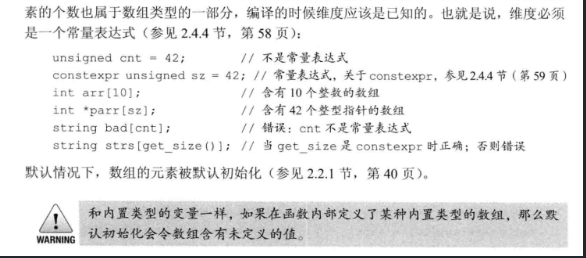 素的个数也属于数组类型的一部分，编译的时候维度应该是已知的。也就是说，维度必须
是一个常量表达式（参见 2.4.4 节，第 58 页）：
unsigned cnt = 42; // 不是常量表达式
constexpr unsigned sz = 42; // 常量表达式，关于 constexpr，参见2.4.4 节（第 59 页）
int arr[10]; // 含有 10 个整数的数组
int *parr[sz]; // 含有 42 个整型指针的数组
string bad[cnt]; // 错误：cnt 不是常量表达式
string strs[get_size()]; // 当 get_size 是 constexpr 时正确；否则错误
默认情况下，数组的元素被默认初始化（参见 2.2.1 节，第 40 页）。
和内置类型的变量一样，如果在函数内部定义了某种内置类型的数组，那么默
认初始化会令数组含有未定义的值。
WARNING